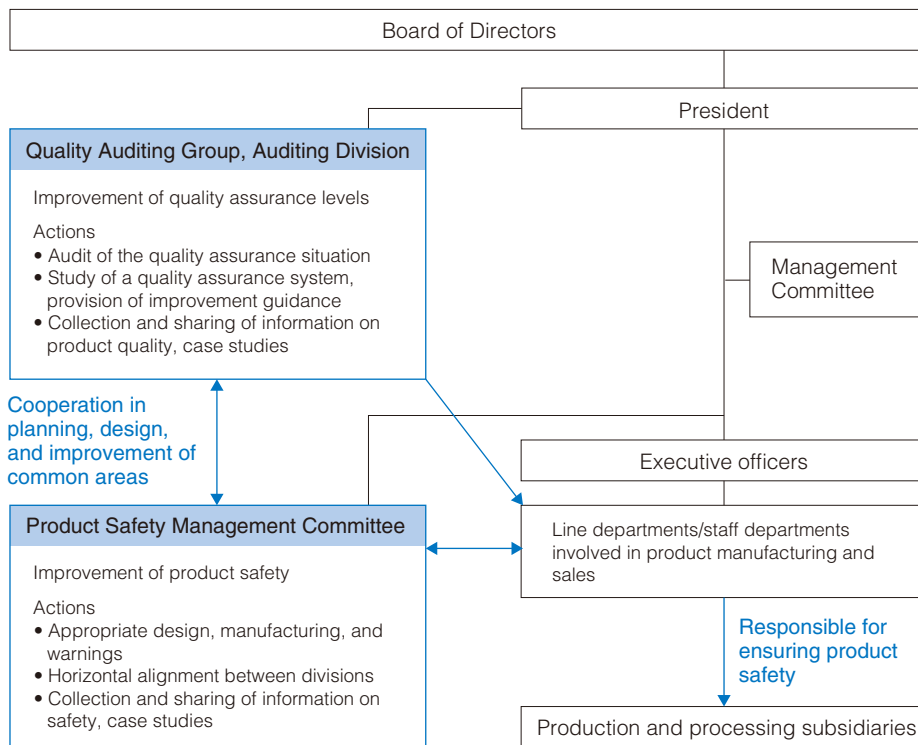 Board of Directors
President
Quality Auditing Group, Auditing Division
Improvement of quality assurance levels
Actions
• Audit of the quality assurance situation
• Study of a quality assurance system,
provision of improvement guidance
• Collection and sharing of information on
product quality, case studies
Management
Committee
Cooperation in
planning, design,
and improvement of
common areas
Executive officers
Product Safety Management Committee
Improvement of product safety
Actions
• Appropriate design, manufacturing, and
warnings
• Horizontal alignment between divisions
• Collection and sharing of information on
safety, case studies
Line departments/staff departments
involved in product manufacturing and
sales
Responsible for
ensuring product
safety
Production and processing subsidiaries